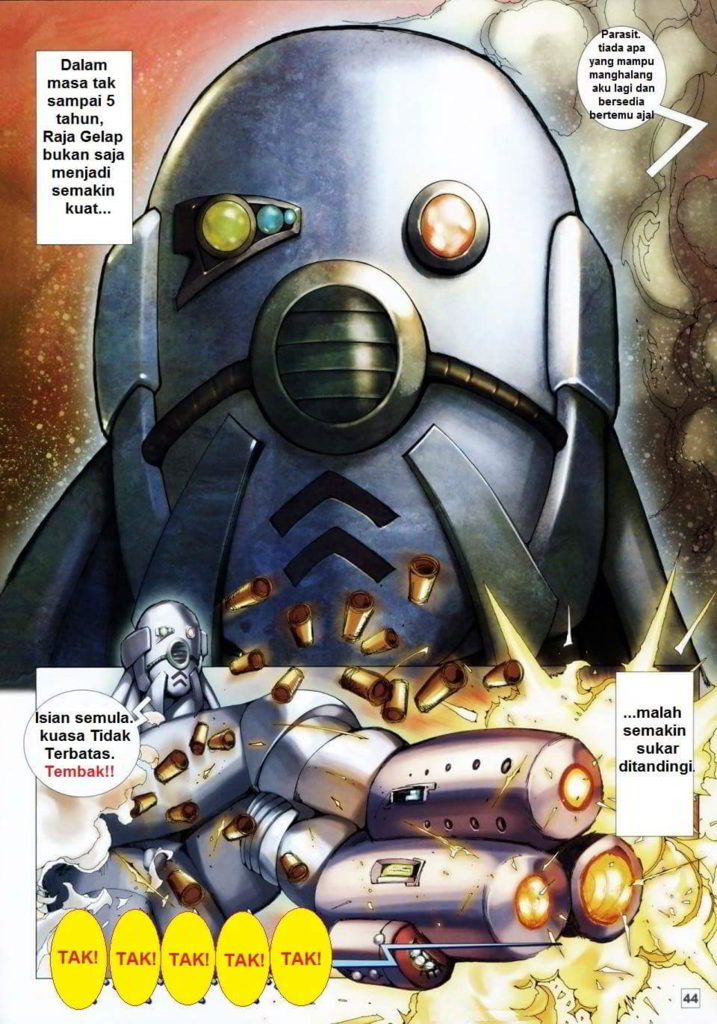 Dalam
masa tak
sampai 5
tahun,
Raja Gelap
bukan saja
menjadi
semakin
kuat...
Parasit.
tiada apa
yang mampu
manghalang
aku lagi dan
bersedia
bertemu ajal
Isian semula.
kuasa Tidak
Terbatas.
Tembak!!
...malah
semakin
sukar
ditandingi.
TAK! TAK! TAK! TAK! TAK!
44